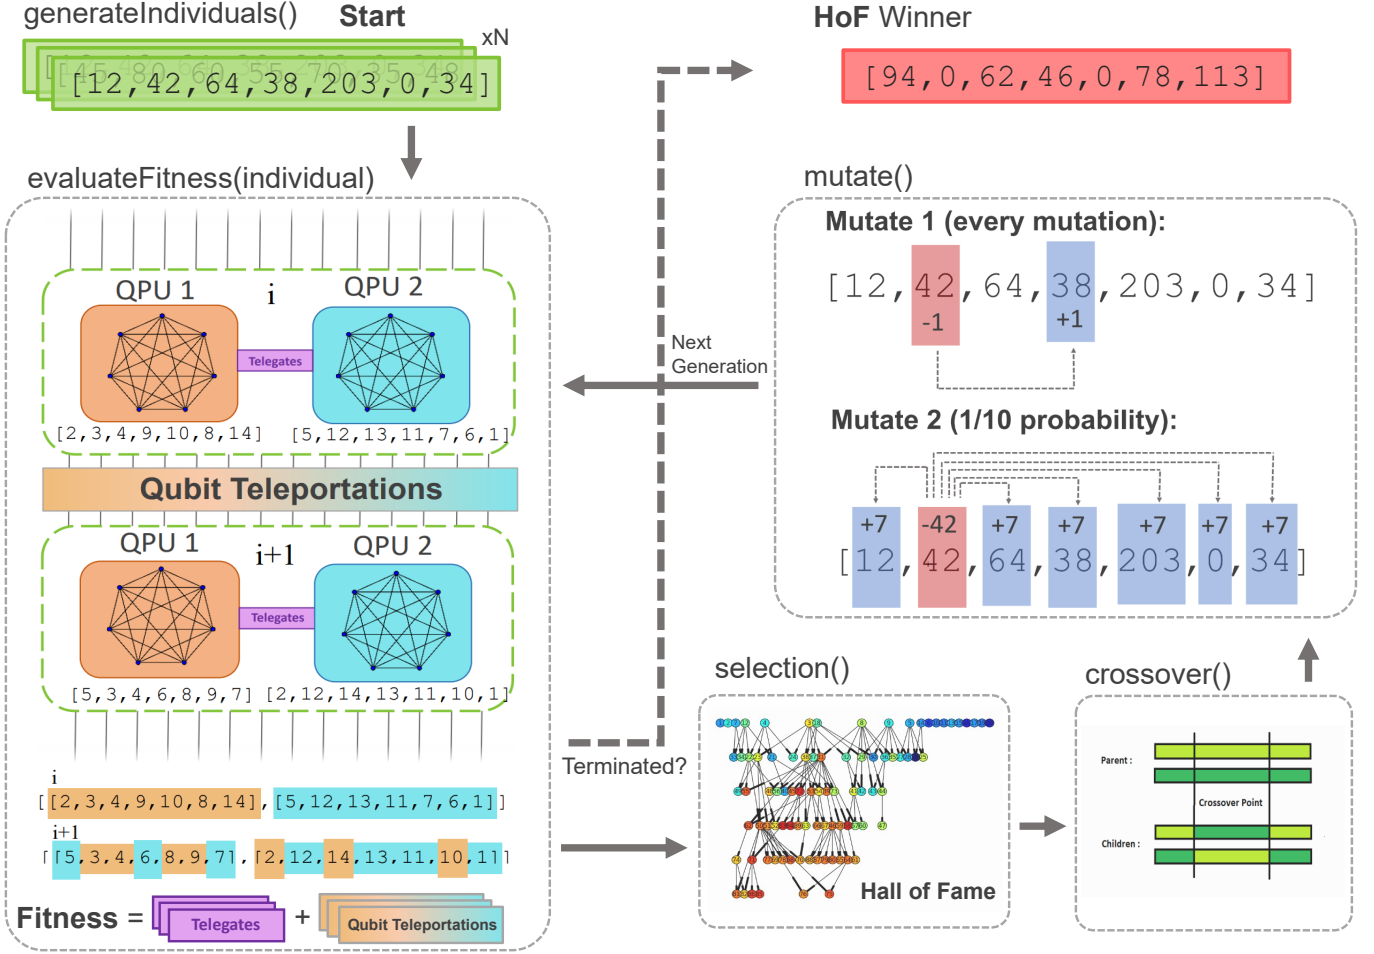 generateIndividuals() Start
xN
[12,42,64,38,203,0,34]
HoF Winner
[94,0,62,46,0,78,113]
evaluateFitness(individual)
QPU 1 i QPU 2
Telegates
[2,3,4,9,10,8,14] [5,12,13,11,7,6,1]
Qubit Teleportations
QPU 1 i+1 QPU 2
Telegates
[5,3,4,6,8,9,7] [2,12,14,13,11,10,1]
i
[[2,3,4,9,10,8,14],[5,12,13,11,7,6,1]]
i+1
[[5,3,4,6,8,9,7],[2,12,14,13,11,10,1]]
Fitness = Telegates + Qubit Teleportations
Next
Generation
Terminated?
mutate()
Mutate 1 (every mutation):
[12,42,64,38,203,0,34]
-1 +1
Mutate 2 (1/10 probability):
+7 -42 +7 +7 +7 +7 +7
[12,42,64,38,203,0,34]
selection()
Hall of Fame
crossover()
Parent :
Crossover Point
Children :